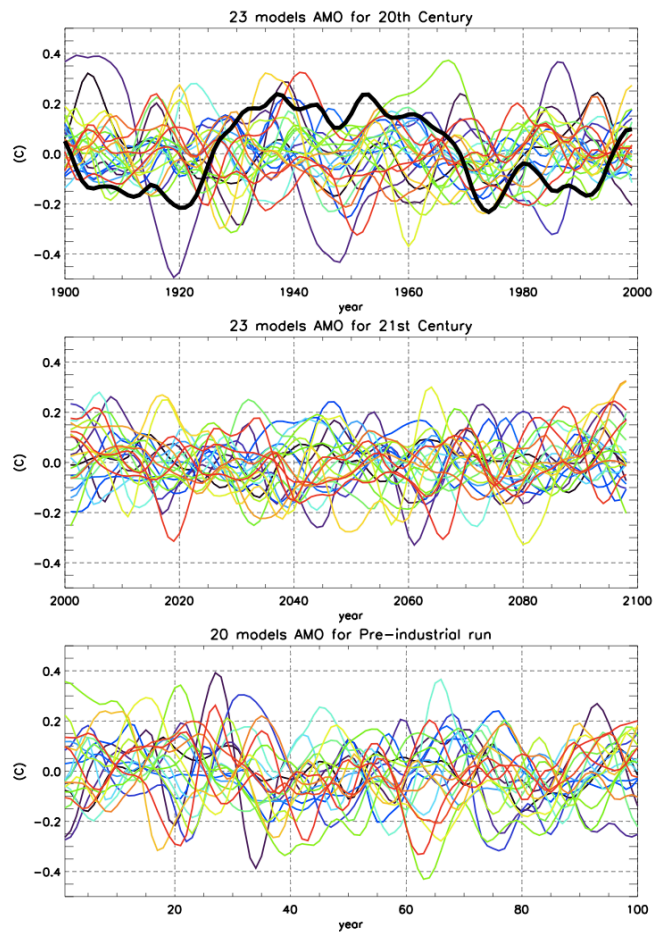 23 models AMO for 20th Century
0.4
0.2
0.0
-0.2
-0.4
(C)
1900 1920 1940 1960 1980 2000
year
23 models AMO for 21st Century
0.4
0.2
0.0
-0.2
-0.4
(C)
2000 2020 2040 2060 2080 2100
year
20 models AMO for Pre-industrial run
0.4
0.2
0.0
-0.2
-0.4
(C)
20 40 60 80 100
year